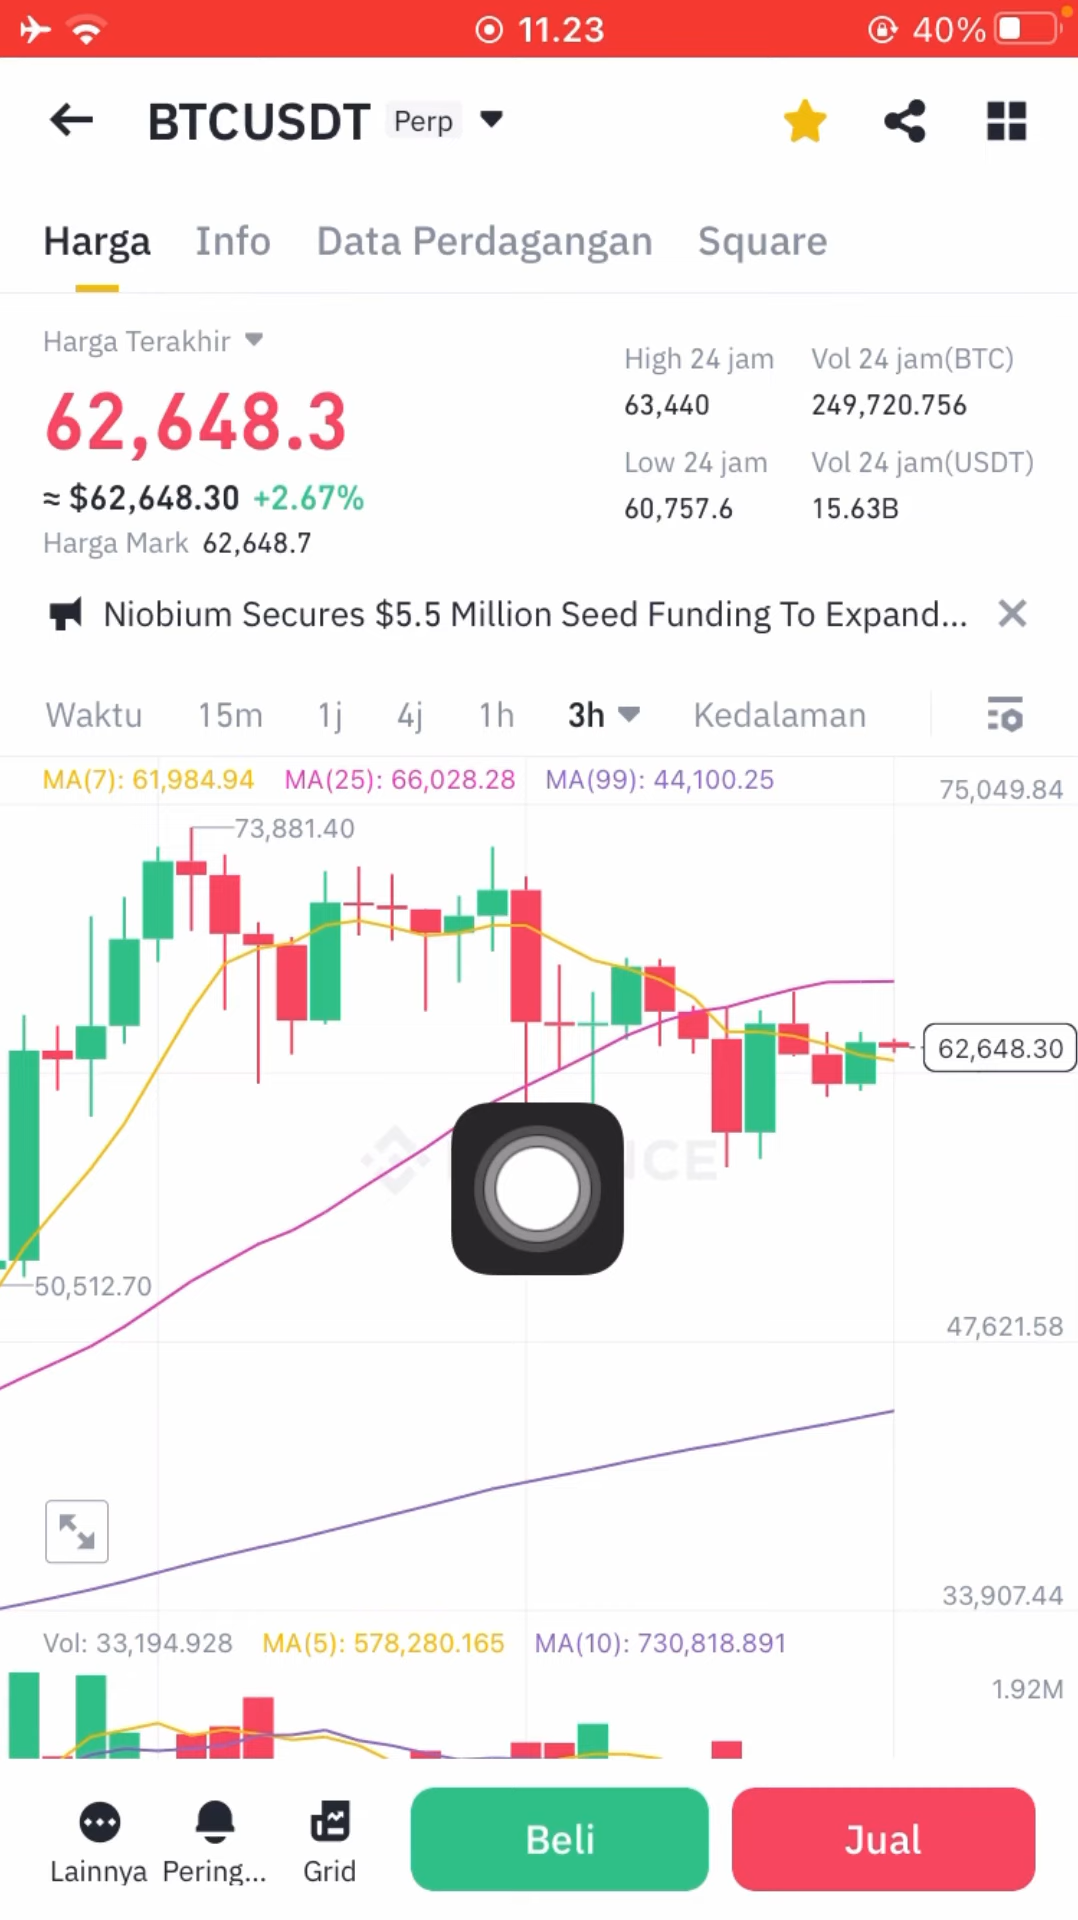 11.23
40%
BTCUSDT Perp
Harga Info Data Perdagangan Square
Harga Terakhir
62,648.3
≈ $62,648.30 +2.67%
Harga Mark 62,648.7
High 24 jam Vol 24 jam(BTC)
63,440 249,720.756
Low 24 jam Vol 24 jam(USDT)
60,757.6 15.63B
Niobium Secures $5.5 Million Seed Funding To Expand...
Waktu 15m 1j 4j 1h 3h Kedalaman
MA(7): 61,984.94 MA(25): 66,028.28 MA(99): 44,100.25
75,049.84
73,881.40
62,648.30
NCE
50,512.70
47,621.58
33,907.44
Vol: 33,194.928 MA(5): 578,280.165 MA(10): 730,818.891
1.92M
Lainnya Pering... Grid Beli Jual